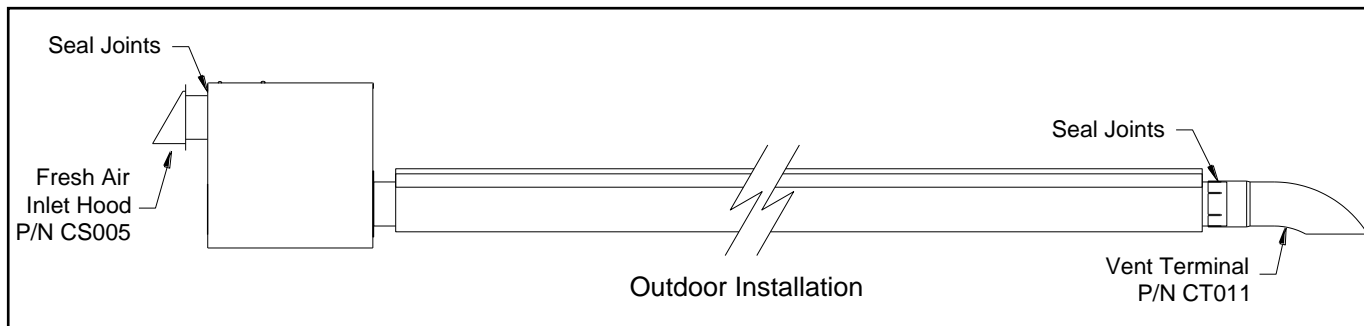 Seal Joints
Fresh Air
Inlet Hood
P/N CS005
Seal Joints
Vent Terminal
P/N CT011
Outdoor Installation